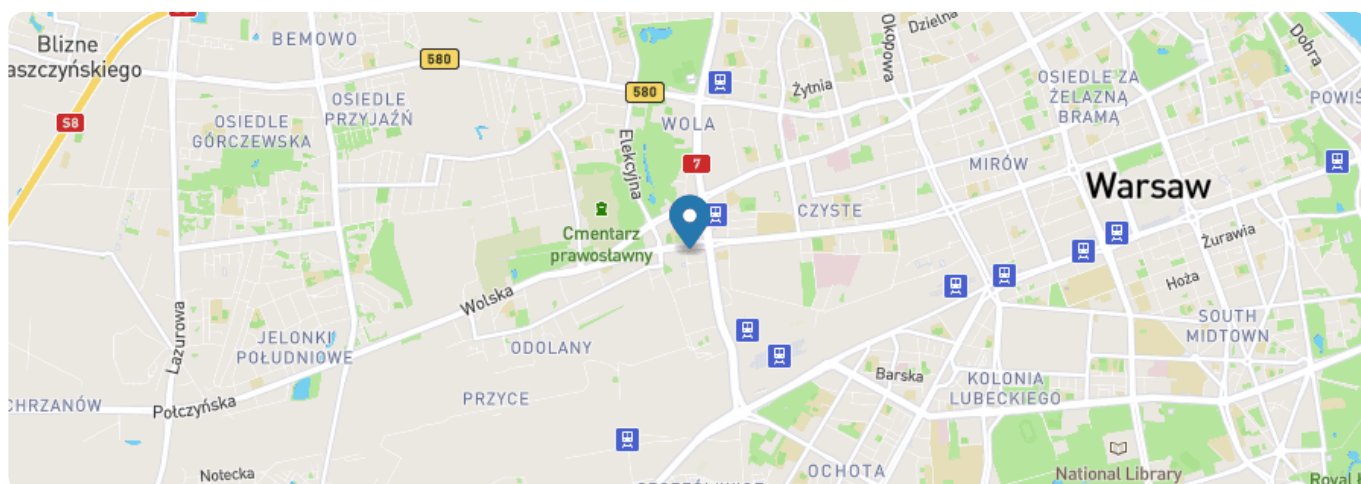 S8
Blizne
aszczyńskiego
BEMOWO
580
Okopowa
Dzielna
Dobra
580
Żytnia
OSIEDLE ZA
ŻELAZNĄ
BRAMĄ
POWIŚ
OSIEDLE
PRZYJAŹŃ
S8
OSIEDLE
GÓRCZEWSKA
Elekcyjna
WOLA
7
MIRÓW
Warsaw
CZYSTE
Cmentarz
prawosławny
Żurawia
Hoża
Wolska
Lazurowa
JELONKI
POŁUDNIOWE
ODOLANY
SOUTH
MIDTOWN
CHRZANÓW
Połczyńska
PRZYCE
Barska
KOLONIA
LUBECKIEGO
Notecka
OCHOTA
National Library